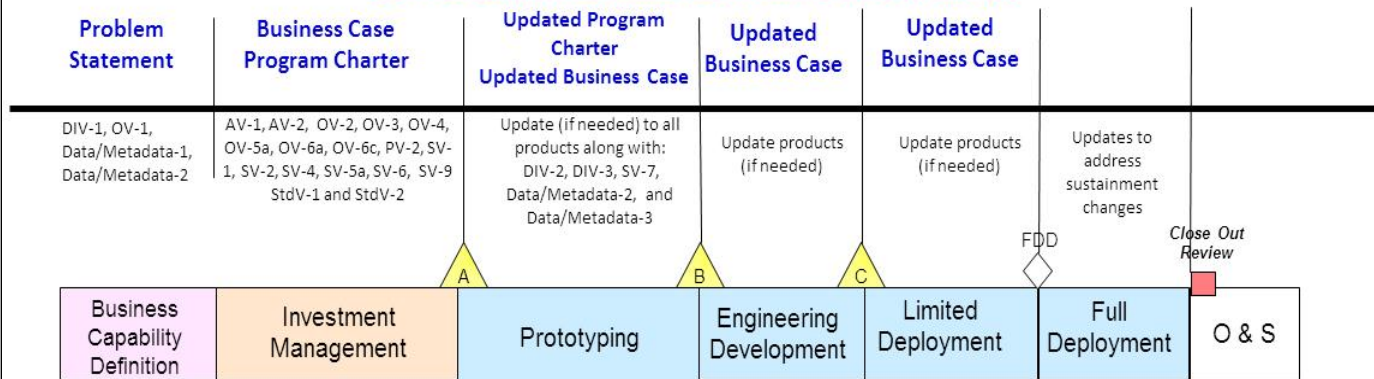 Problem
Statement
Business Case
Program Charter
Updated Program
Charter
Updated Business Case
Updated
Business Case
Updated
Business Case
DIV-1, OV-1,
Data/Metadata-1,
Data/Metadata-2
AV-1, AV-2, OV-2, OV-3, OV-4,
OV-5a, OV-6a, OV-6c, PV-2, SV-
1, SV-2, SV-4, SV-5a, SV-6, SV-9
StdV-1 and StdV-2
Update (if needed) to all
products along with:
DIV-2, DIV-3, SV-7,
Data/Metadata-2, and
Data/Metadata-3
Update products
(if needed)
Update products
(if needed)
Updates to
address
sustainment
changes
Close Out
Review
FDD
A
B
C
Business
Capability
Definition
Investment
Management
Prototyping
Engineering
Development
Limited
Deployment
Full
Deployment
O & S